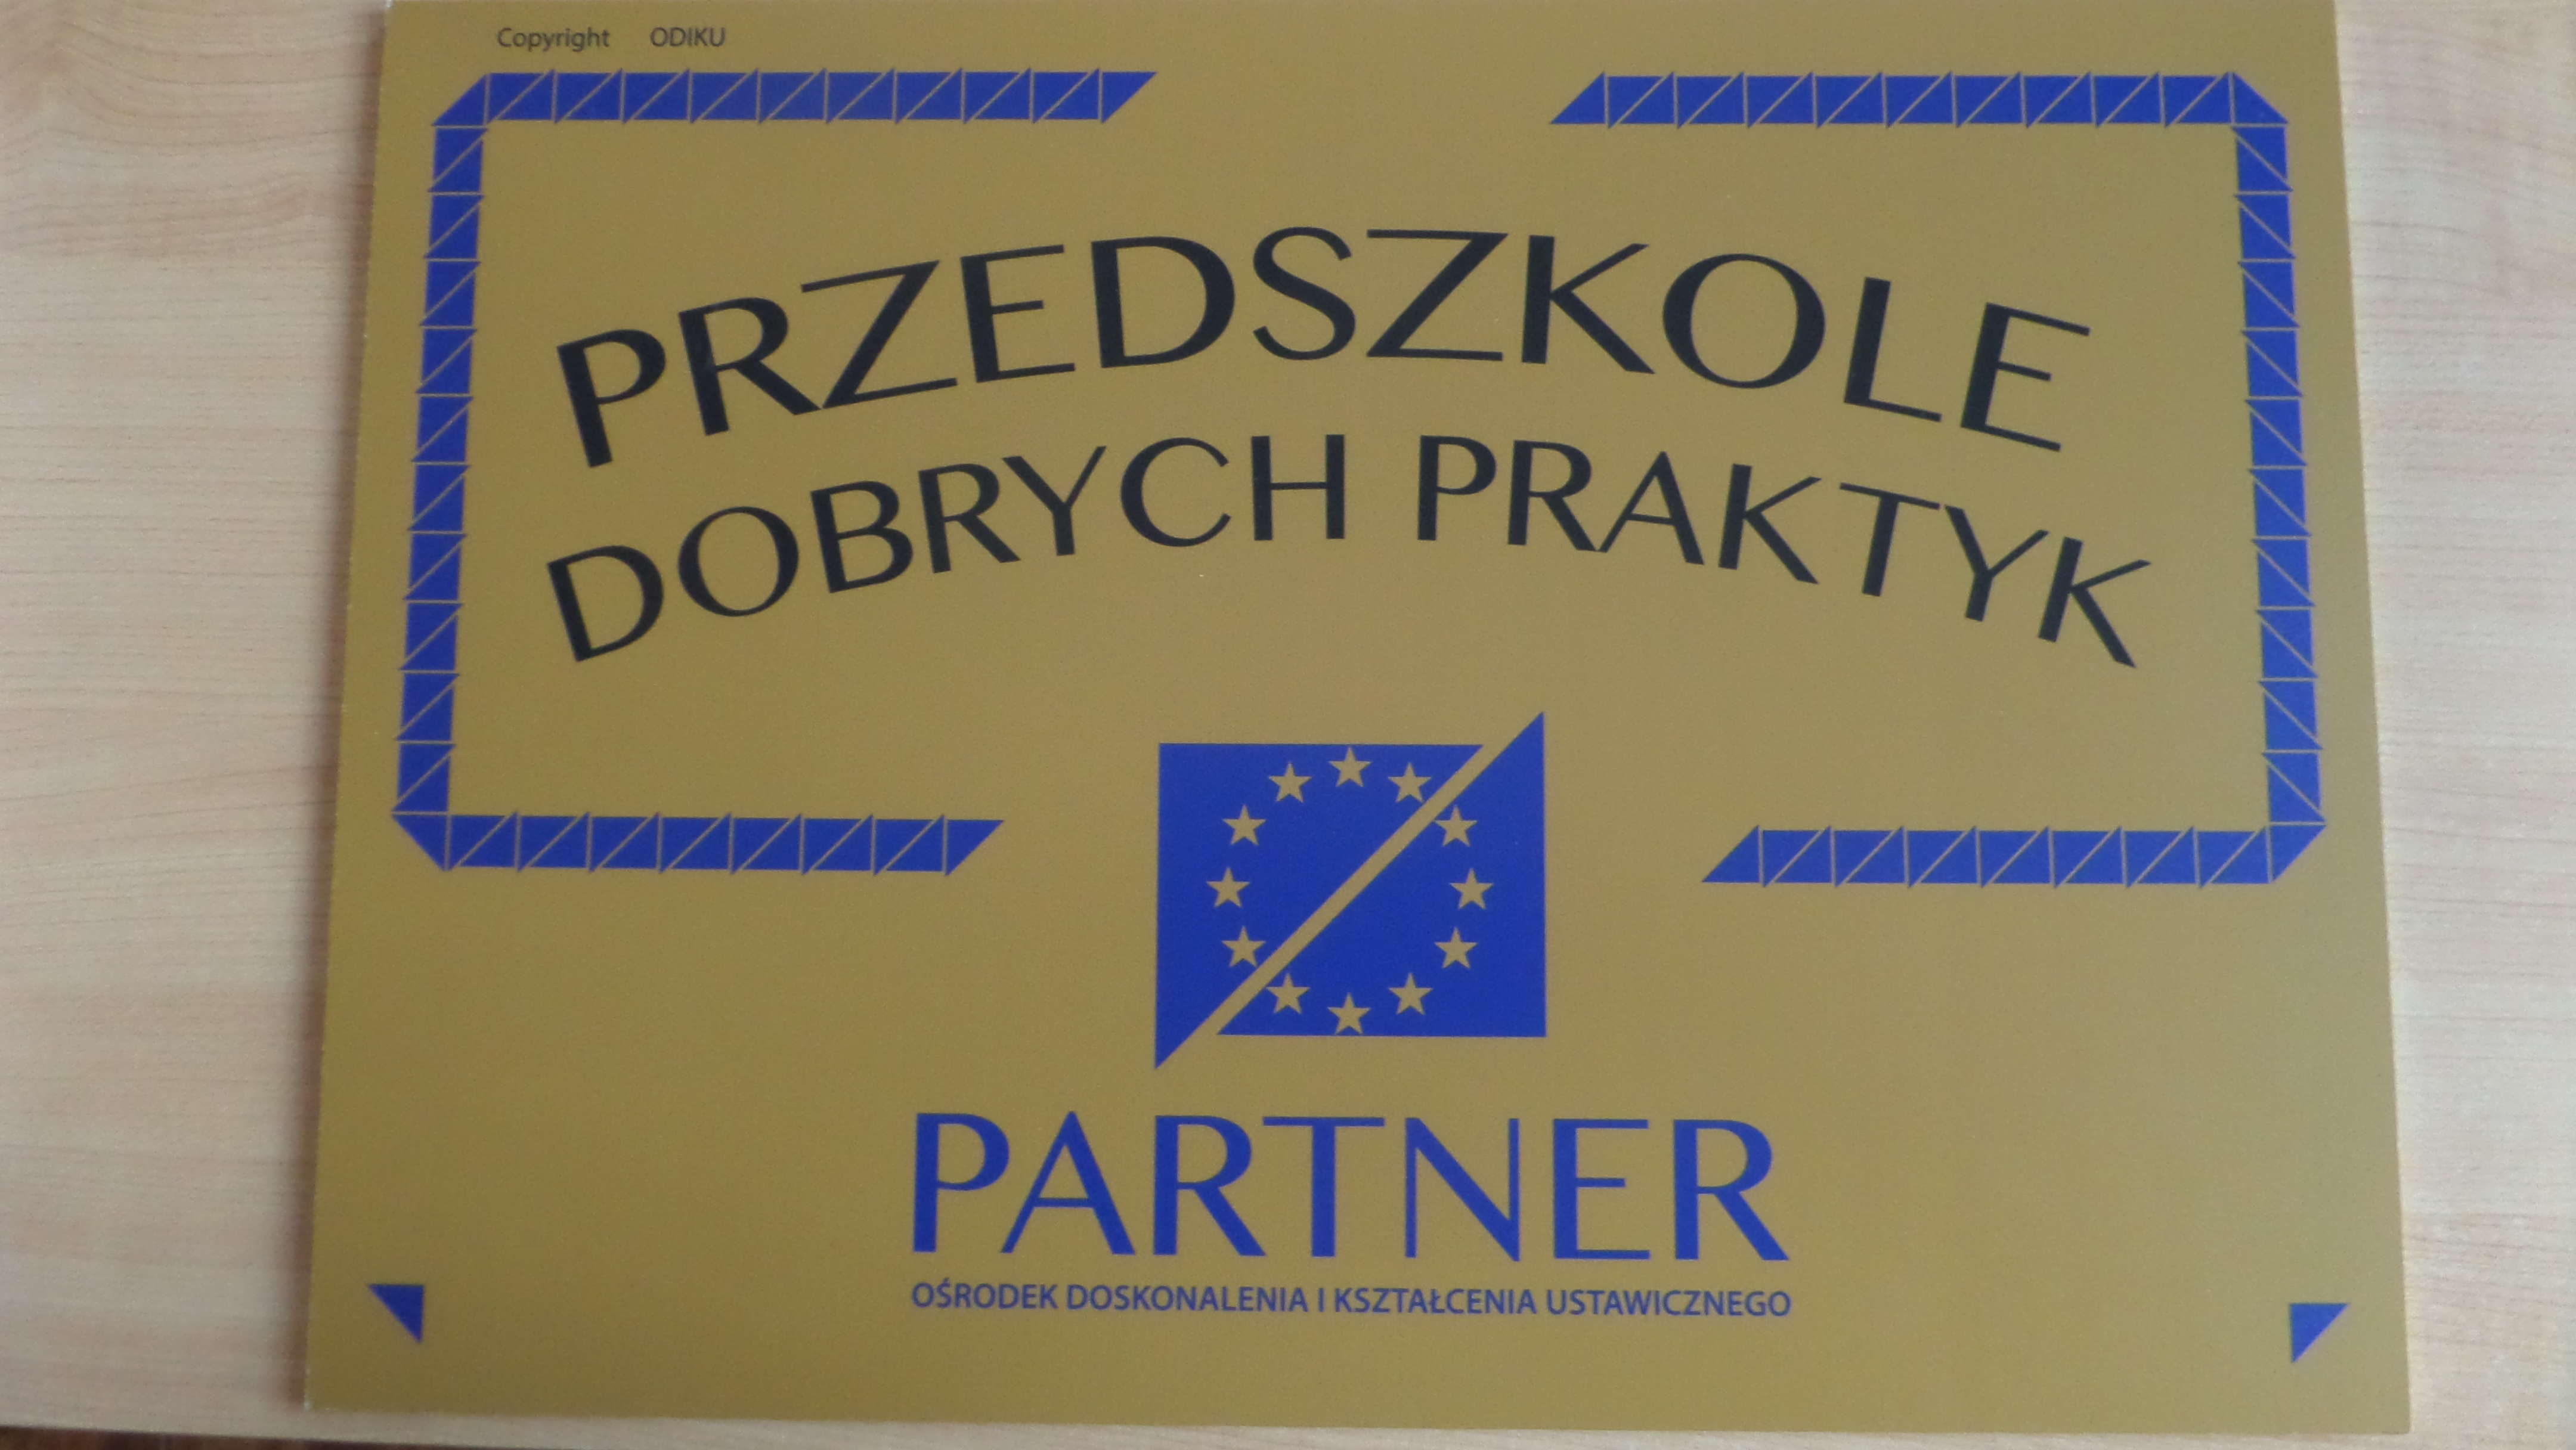 Copyright ODIKU
PRZEDSZKOLE
DOBRYCH PRAKTYK
PARTNER
OŚRODEK DOSKONALENIA I KSZTAŁCENIA USTAWICZNEGO